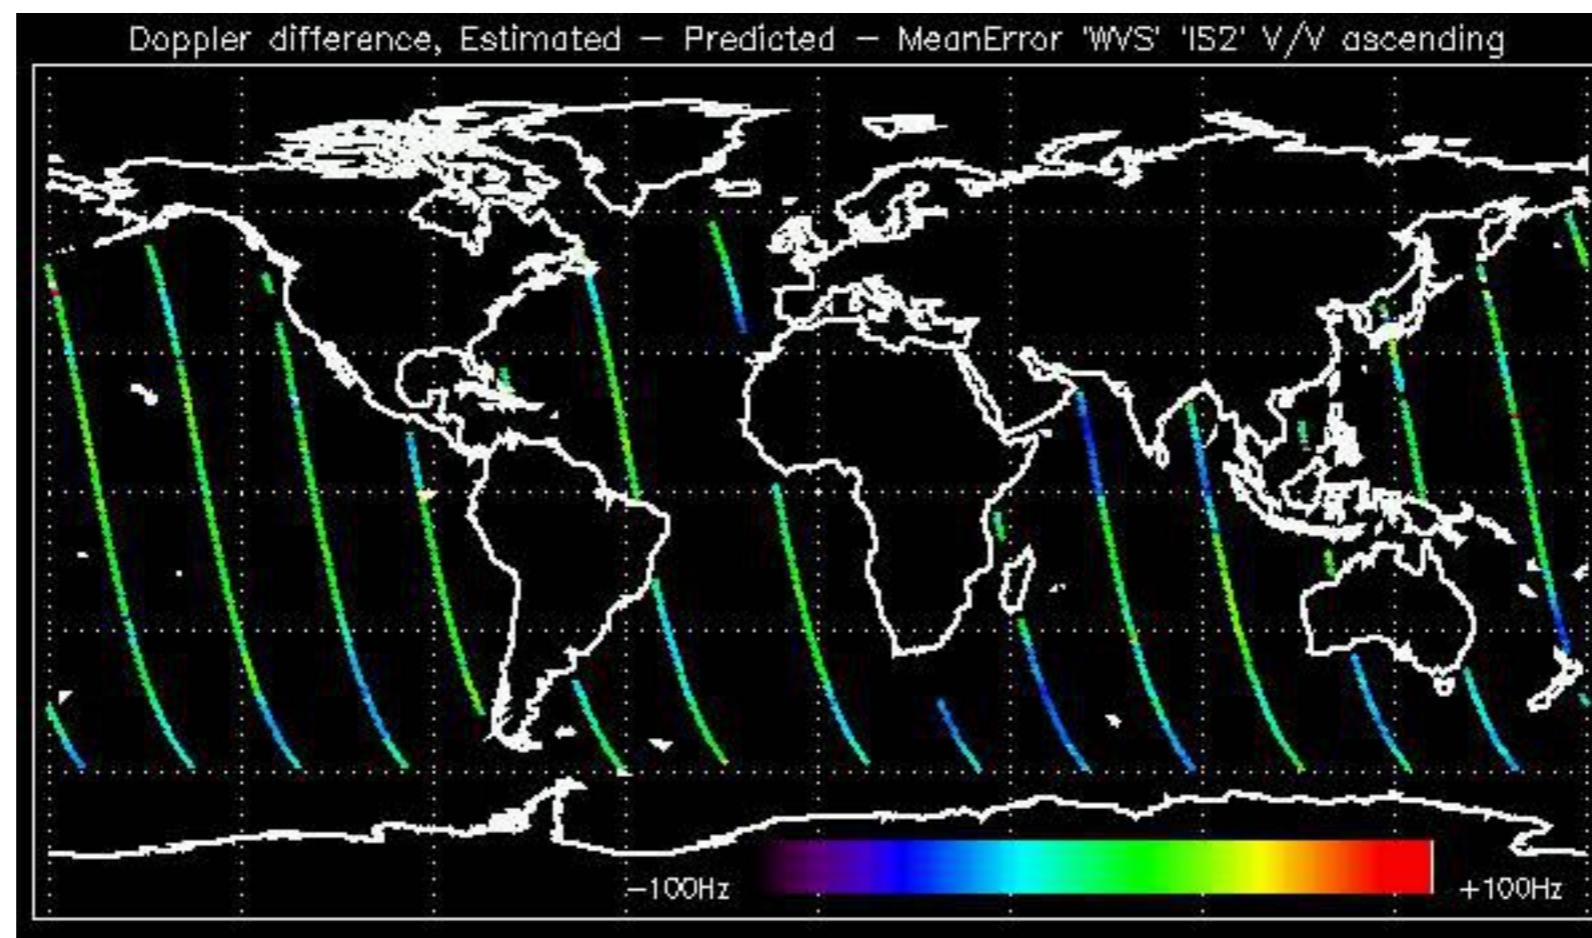 Doppler difference, Estimated – Predicted – MeanError 'WVS' 'IS2' V/V ascending
–100Hz
+100Hz